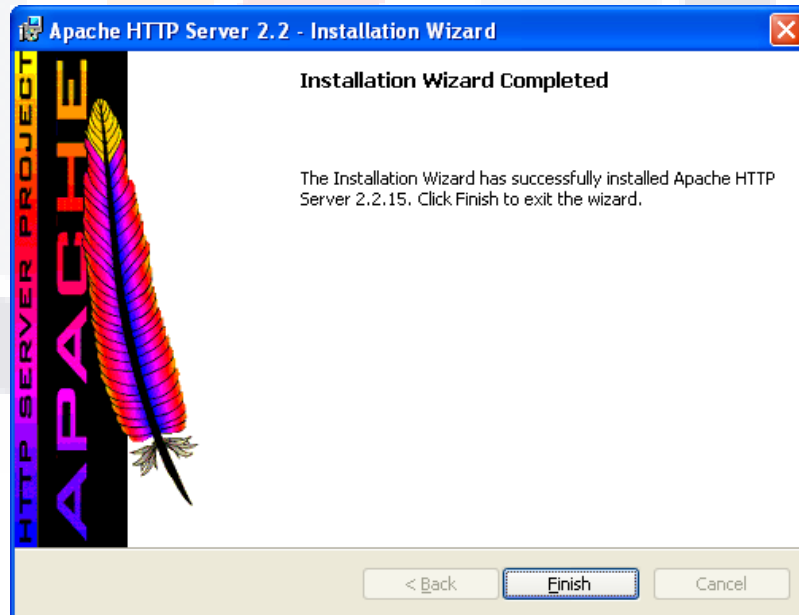 Apache HTTP Server 2.2 - Installation Wizard
HTTP SERVER PROJECT
APACHE
Installation Wizard Completed
The Installation Wizard has successfully installed Apache HTTP
Server 2.2.15. Click Finish to exit the wizard.
< Back
Finish
Cancel